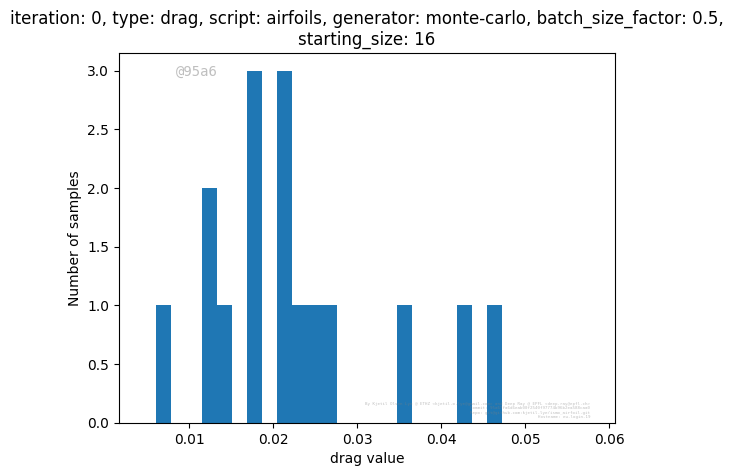 iteration: 0, type: drag, script: airfoils, generator: monte-carlo, batch_size_factor: 0.5,
starting_size: 16
@95a6
3.0
2.5
2.0
1.5
1.0
0.5
0.0
Number of samples
0.01
0.02
0.03
0.04
0.05
0.06
drag value